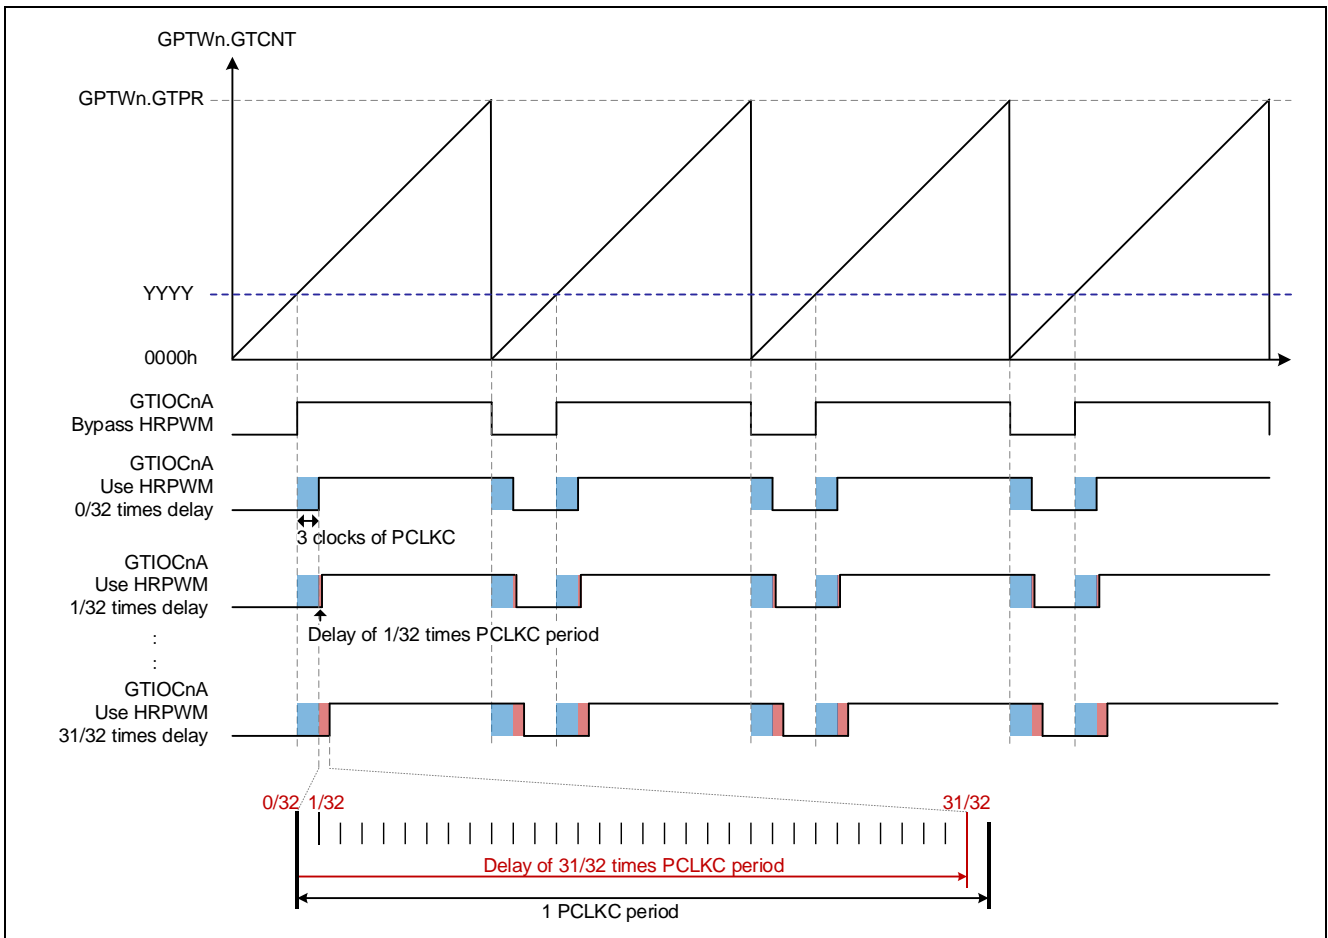 GPTWn.GTCNT
GPTWn.GTPR
YYYY
0000h
GTIOCnA
Bypass HRPWM
GTIOCnA
Use HRPWM
0/32 times delay
3 clocks of PCLKC
GTIOCnA
Use HRPWM
1/32 times delay
Delay of 1/32 times PCLKC period
:
:
GTIOCnA
Use HRPWM
31/32 times delay
0/32 1/32 31/32
Delay of 31/32 times PCLKC period
1 PCLKC period